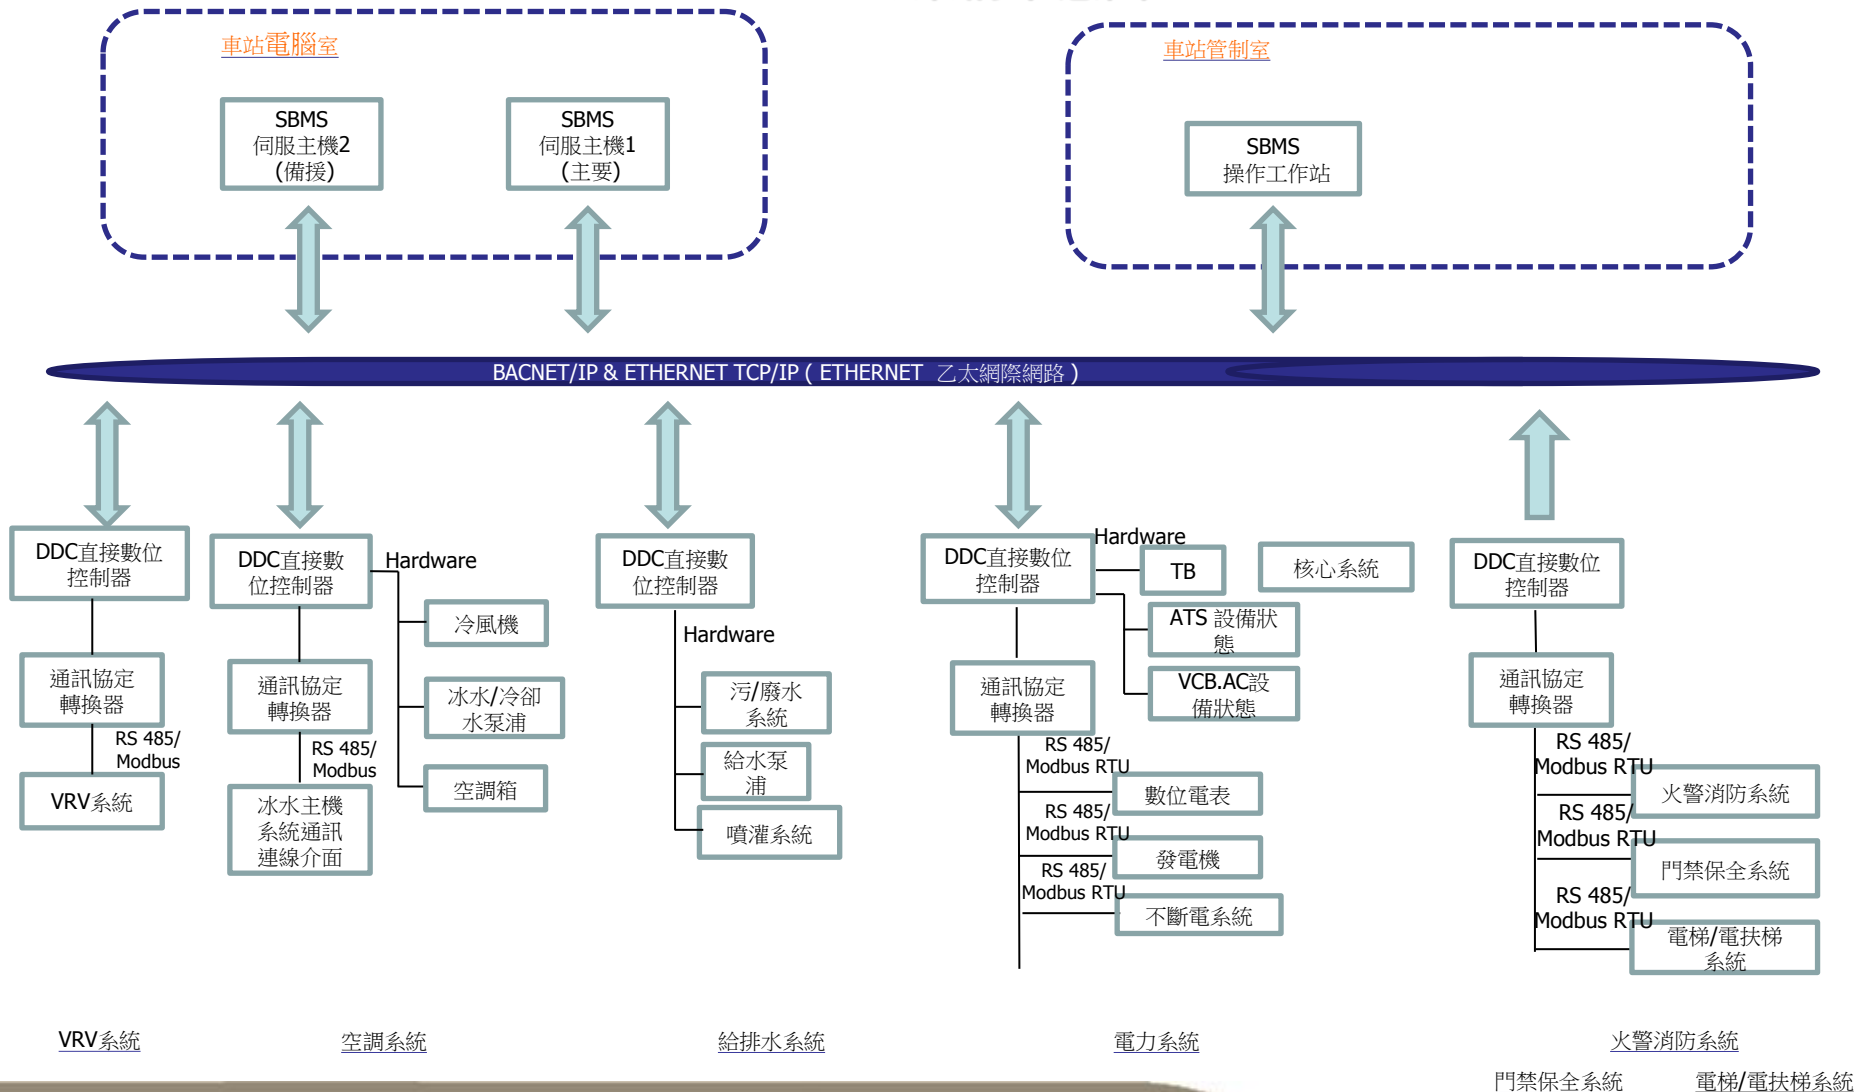 車站電腦室
車站管制室
SBMS
伺服主機2
(備援)
SBMS
伺服主機1
(主要)
SBMS
操作工作站
BACNET/IP & ETHERNET TCP/IP ( ETHERNET 乙太網際網路 )
DDC直接數位
控制器
通訊協定
轉換器
RS 485/
Modbus
VRV系統
DDC直接數
位控制器
Hardware
冷風機
冰水/冷卻
水泵浦
空調箱
通訊協定
轉換器
RS 485/
Modbus
冰水主機
系統通訊
連線介面
DDC直接數
位控制器
Hardware
污/廢水
系統
給水泵
浦
噴灌系統
DDC直接數位
控制器
Hardware
TB
核心系統
ATS 設備狀
態
VCB.AC設
備狀態
通訊協定
轉換器
RS 485/
Modbus RTU
數位電表
RS 485/
Modbus RTU
發電機
RS 485/
Modbus RTU
不斷電系統
DDC直接數位
控制器
通訊協定
轉換器
RS 485/
Modbus RTU
火警消防系統
RS 485/
Modbus RTU
門禁保全系統
RS 485/
Modbus RTU
電梯/電扶梯
系統
VRV系統
空調系統
給排水系統
電力系統
火警消防系統
門禁保全系統
電梯/電扶梯系統